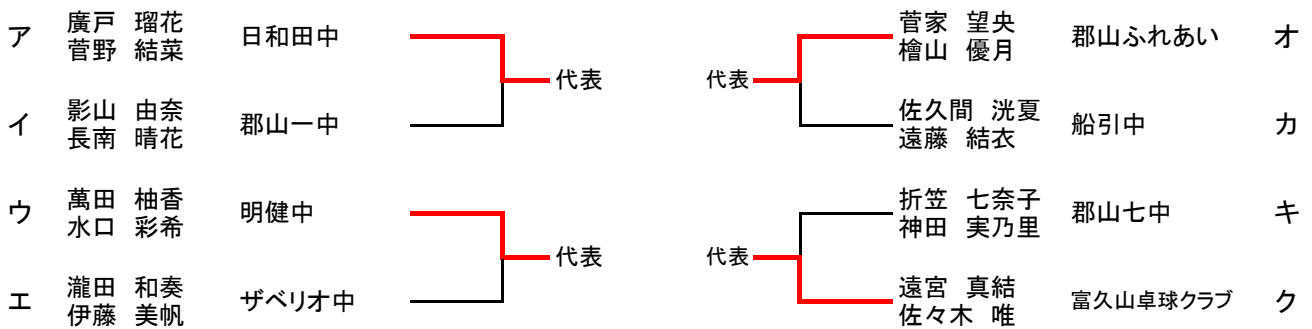 ア 廣戸 瑠花 日和田中
菅野 結菜
代表
イ 影山 由奈 郡山一中
長南 晴花
ウ 萬田 柚香 明健中
水口 彩希
代表
エ 瀧田 和奏 ザベリオ中
伊藤 美帆
菅家 望央 郡山ふれあい オ
檜山 優月
代表
佐久間 洸夏 船引中 カ
遠藤 結衣
折笠 七奈子 郡山七中 キ
神田 実乃里
代表
遠宮 真結 富久山卓球クラブ ク
佐々木 唯